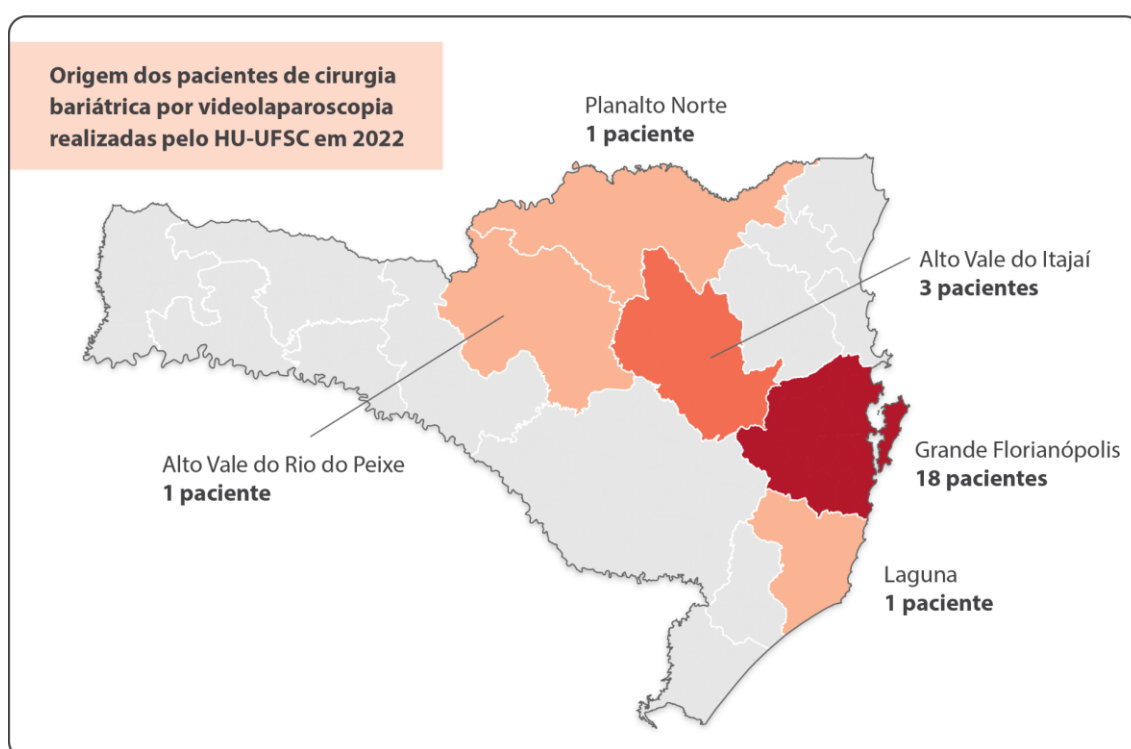 Origem dos pacientes de cirurgia
bariátrica por videolaparoscopia
realizadas pelo HU-UFSC em 2022
Planalto Norte
1 paciente
Alto Vale do Itajaí
3 pacientes
Alto Vale do Rio do Peixe
1 paciente
Grande Florianópolis
18 pacientes
Laguna
1 paciente